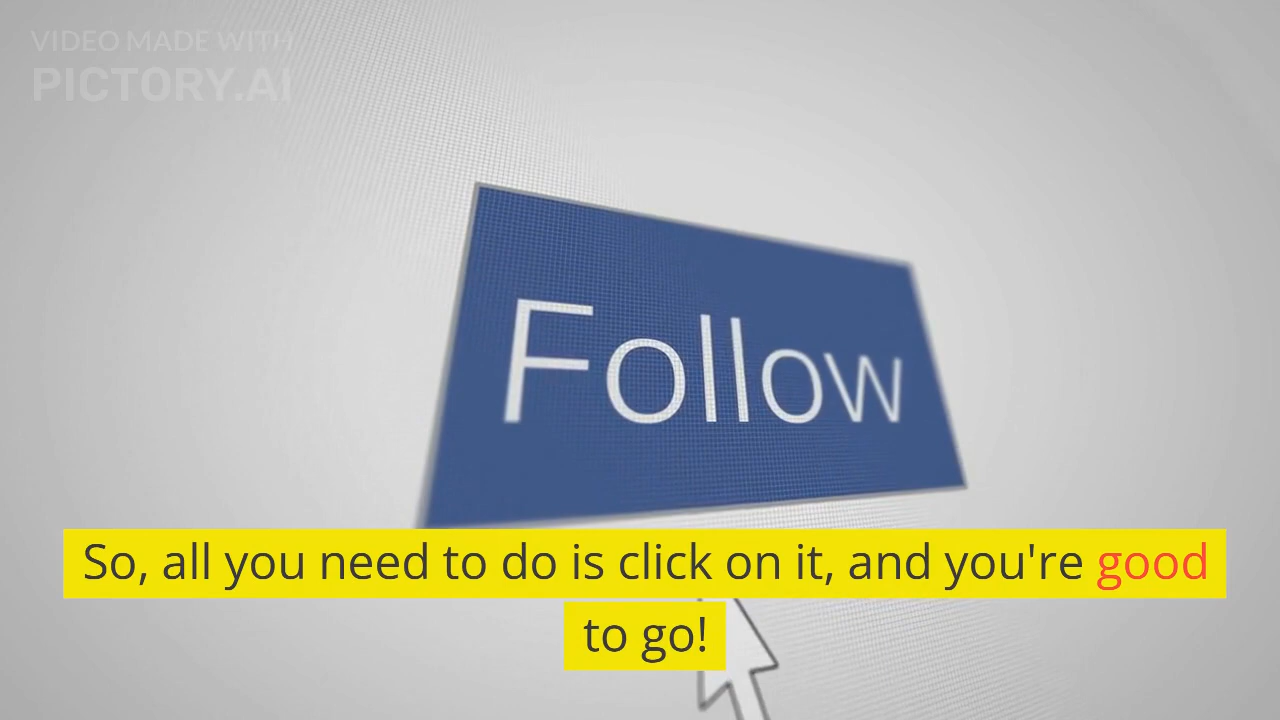 VIDEO MADE WITH
PICTORY.AI
Follow
So, all you need to do is click on it, and you're good
to go!